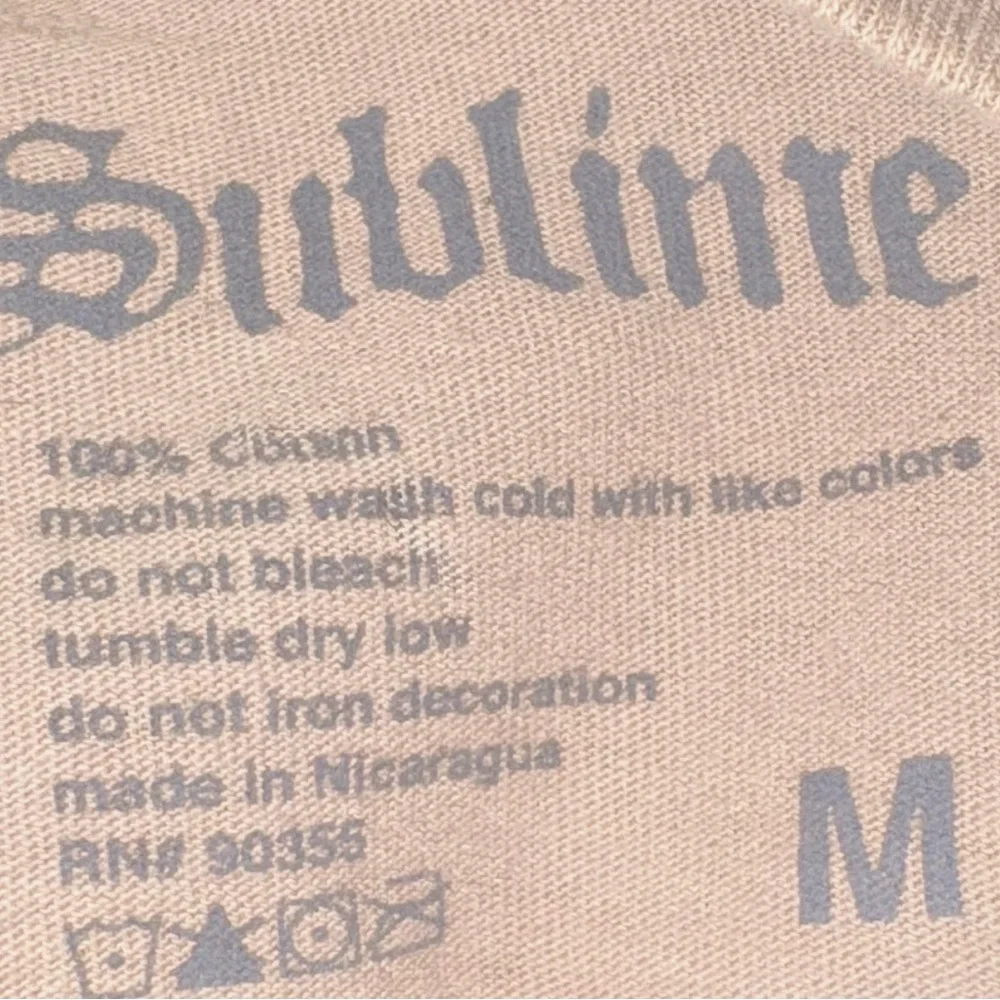 Sublime
100% Cotton
machine wash cold with like colors
do not bleach
tumble dry low
do not iron decoration
made in Nicaragua
RN# 90355
M